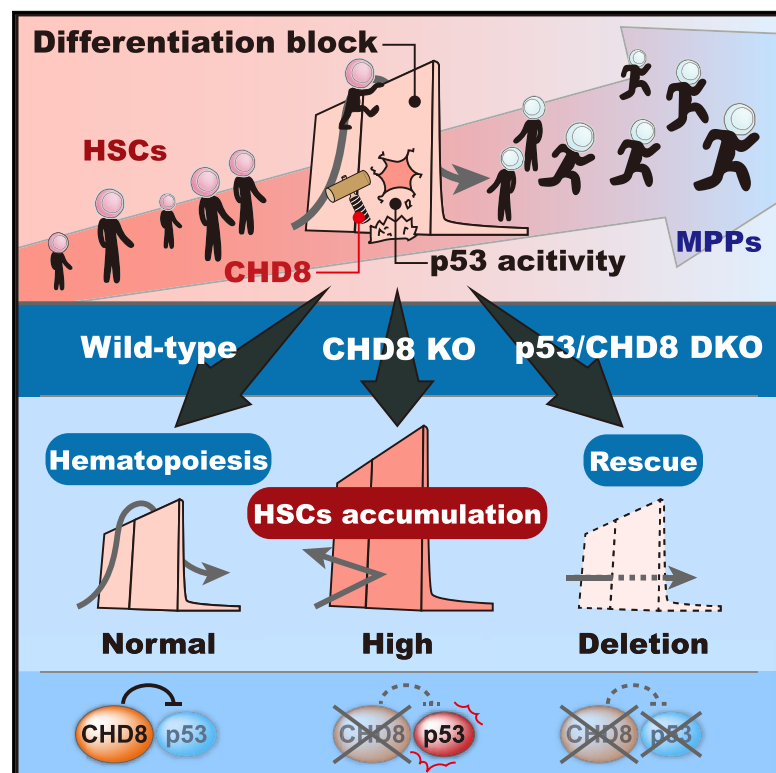 Differentiation block
HSCs
CHD8
p53 acitivity
MPPs
Wild-type
CHD8 KO
p53/CHD8 DKO
Hematopoiesis
HSCs accumulation
Rescue
Normal
High
Deletion
CHD8 p53
CHD8 p53
CHD8 p53